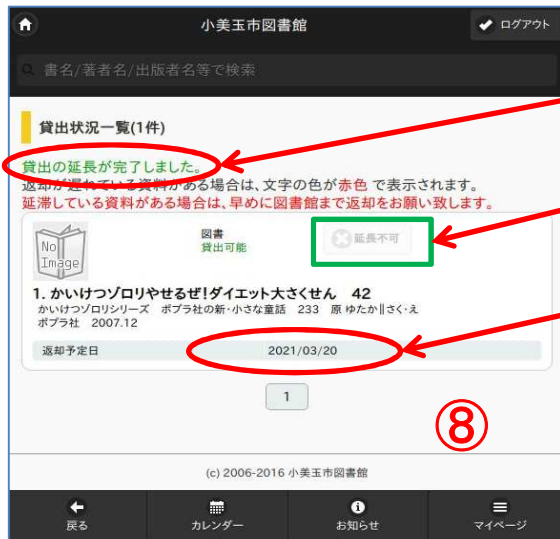 小美玉市図書館
ログアウト
書名/著者名/出版者名等で検索
貸出状況一覧(1件)
貸出の延長が完了しました。
返却が遅れている資料がある場合は、文字の色が赤色 で表示されます。
延滞している資料がある場合は、早めに図書館まで返却をお願い致します。
No Image
図書
貸出可能
延長不可
1. かいけつゾロリやせるぜ!ダイエット大さくせん 42
かいけつゾロリシリーズ ポプラ社の新・小さな童話 233 原 ゆたか∥さく・え
ポプラ社 2007.12
返却予定日 2021/03/20
1
⑧
(c) 2006-2016 小美玉市図書館
戻る カレンダー お知らせ マイページ